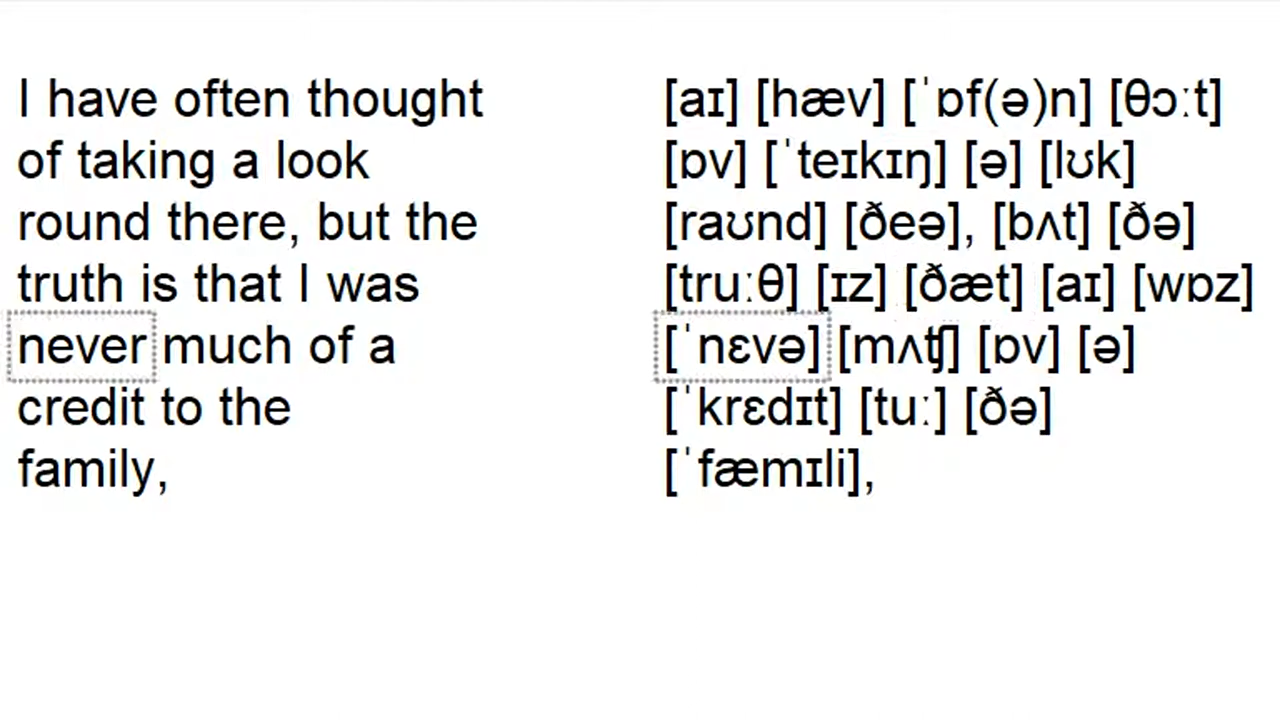 I have often thought
of taking a look
round there, but the
truth is that I was
never much of a
credit to the
family,
[aɪ] [hæv] [ˈɒf(ə)n] [θɔːt]
[ɒv] [ˈteɪkɪŋ] [ə] [lʊk]
[raʊnd] [ðeə], [bʌt] [ðə]
[truːθ] [ɪz] [ðæt] [aɪ] [wɒz]
[ˈnɛvə] [mʌʧ] [ɒv] [ə]
[ˈkrɛdɪt] [tuː] [ðə]
[ˈfæmɪli],